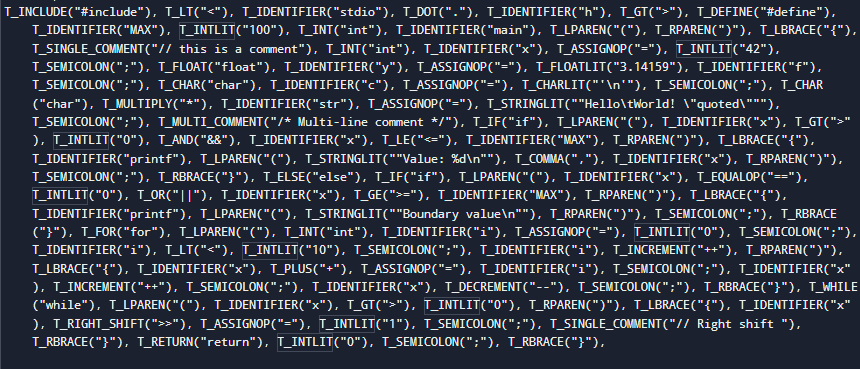 T_INCLUDE("#include"), T_LT("<"), T_IDENTIFIER("stdio"), T_DOT("."), T_IDENTIFIER("h"), T_GT(">"), T_DEFINE("#define"),
T_IDENTIFIER("MAX"), T_INTLIT("100"), T_INT("int"), T_IDENTIFIER("main"), T_LPAREN("("), T_RPAREN(")"), T_LBRACE("{"),
T_SINGLE_COMMENT("// this is a comment"), T_INT("int"), T_IDENTIFIER("x"), T_ASSIGNOP("="), T_INTLIT("42"),
T_SEMICOLON(";"), T_FLOAT("float"), T_IDENTIFIER("y"), T_ASSIGNOP("="), T_FLOATLIT("3.14159"), T_IDENTIFIER("f"),
T_SEMICOLON(";"), T_CHAR("char"), T_IDENTIFIER("c"), T_ASSIGNOP("="), T_CHARLIT("'\n'"), T_SEMICOLON(";"), T_CHAR
("char"), T_MULTIPLY("*"), T_IDENTIFIER("str"), T_ASSIGNOP("="), T_STRINGLIT(""Hello\tWorld! \"quoted\"""),
T_SEMICOLON(";"), T_MULTI_COMMENT("/* Multi-line comment */"), T_IF("if"), T_LPAREN("("), T_IDENTIFIER("x"), T_GT(">"
), T_INTLIT("0"), T_AND("&&"), T_IDENTIFIER("x"), T_LE("<="), T_IDENTIFIER("MAX"), T_RPAREN(")"), T_LBRACE("{"),
T_IDENTIFIER("printf"), T_LPAREN("("), T_STRINGLIT(""Value: %d\n""), T_COMMA(","), T_IDENTIFIER("x"), T_RPAREN(")"),
T_SEMICOLON(";"), T_RBRACE("}"), T_ELSE("else"), T_IF("if"), T_LPAREN("("), T_IDENTIFIER("x"), T_EQUALOP("=="),
T_INTLIT("0"), T_OR("||"), T_IDENTIFIER("x"), T_GE(">="), T_IDENTIFIER("MAX"), T_RPAREN(")"), T_LBRACE("{"),
T_IDENTIFIER("printf"), T_LPAREN("("), T_STRINGLIT(""Boundary value\n""), T_RPAREN(")"), T_SEMICOLON(";"), T_RBRACE
("}"), T_FOR("for"), T_LPAREN("("), T_INT("int"), T_IDENTIFIER("i"), T_ASSIGNOP("="), T_INTLIT("0"), T_SEMICOLON(";"),
T_IDENTIFIER("i"), T_LT("<"), T_INTLIT("10"), T_SEMICOLON(";"), T_IDENTIFIER("i"), T_INCREMENT("++"), T_RPAREN(")"),
T_LBRACE("{"), T_IDENTIFIER("x"), T_PLUS("+"), T_ASSIGNOP("="), T_IDENTIFIER("i"), T_SEMICOLON(";"), T_IDENTIFIER("x"
), T_INCREMENT("++"), T_SEMICOLON(";"), T_IDENTIFIER("x"), T_DECREMENT("--"), T_SEMICOLON(";"), T_RBRACE("}"), T_WHILE
("while"), T_LPAREN("("), T_IDENTIFIER("x"), T_GT(">"), T_INTLIT("0"), T_RPAREN(")"), T_LBRACE("{"), T_IDENTIFIER("x"
), T_RIGHT_SHIFT(">>"), T_ASSIGNOP("="), T_INTLIT("1"), T_SEMICOLON(";"), T_SINGLE_COMMENT("// Right shift "),
T_RBRACE("}"), T_RETURN("return"), T_INTLIT("0"), T_SEMICOLON(";"), T_RBRACE("}"),